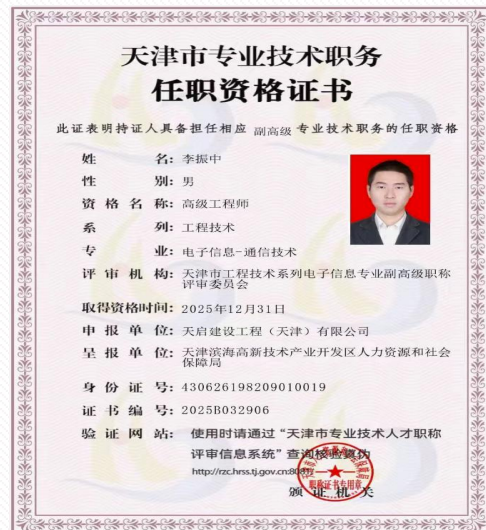 天津市专业技术职务
任职资格证书
此证表明持证人具备担任相应 副高级 专业技术职务的任职资格
姓 名：李振中
性 别：男
资 格 名 称：高级工程师
系 列：工程技术
专 业：电子信息-通信技术
评 审 机 构：天津市工程技术系列电子信息专业副高级职称
评审委员会
取得资格时间：2025年12月31日
申 报 单 位：天启建设工程（天津）有限公司
呈 报 单 位：天津滨海高新技术产业开发区人力资源和社会
保障局
身 份 证 号：430626198209010019
证 书 编 号：2025B032906
验 证 网 站：使用时请通过“天津市专业技术人才职称
评审信息系统”查询核验真伪
http://rzc.hrss.tj.gov.cn:808
职称证书专用章
颁 证 机 关